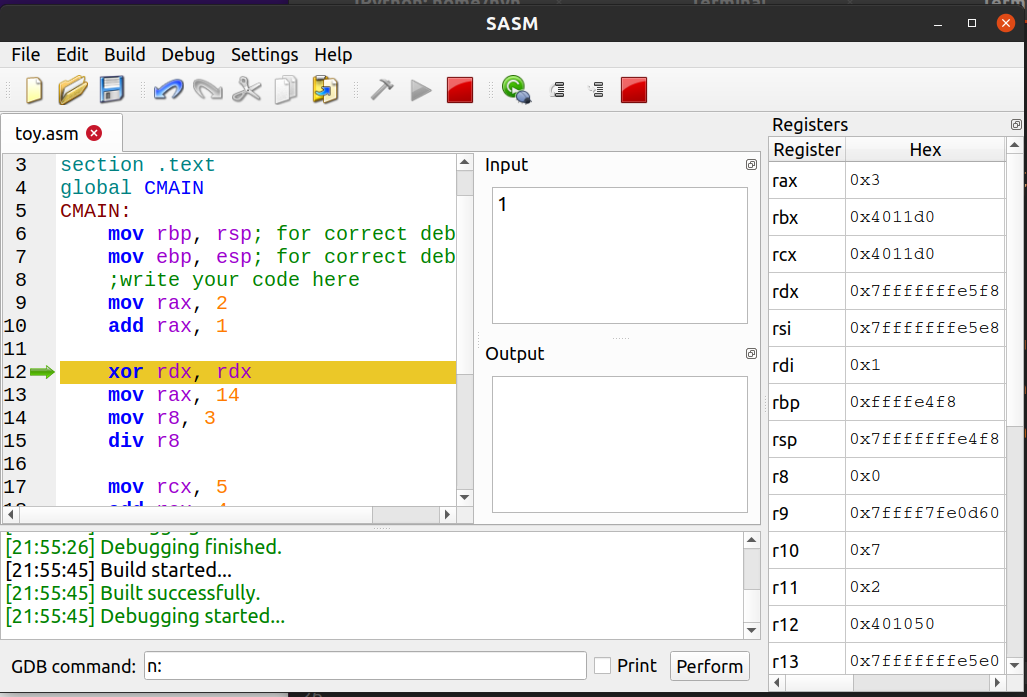 SASM
File Edit Build Debug Settings Help
toy.asm
3 section .text
4 global CMAIN
5 CMAIN:
6 mov rbp, rsp; for correct deb
7 mov ebp, esp; for correct deb
8 ;write your code here
9 mov rax, 2
10 add rax, 1
11
12 xor rdx, rdx
13 mov rax, 14
14 mov r8, 3
15 div r8
16
17 mov rcx, 5
Input
1
Output
Registers
Register Hex
rax 0x3
rbx 0x4011d0
rcx 0x4011d0
rdx 0x7fffffffe5f8
rsi 0x7fffffffe5e8
rdi 0x1
rbp 0xffffe4f8
rsp 0x7fffffffe4f8
r8 0x0
r9 0x7ffff7fe0d60
r10 0x7
r11 0x2
r12 0x401050
r13 0x7fffffffe5e0
[21:55:26] Debugging finished.
[21:55:45] Build started...
[21:55:45] Built successfully.
[21:55:45] Debugging started...
GDB command: n: Print Perform